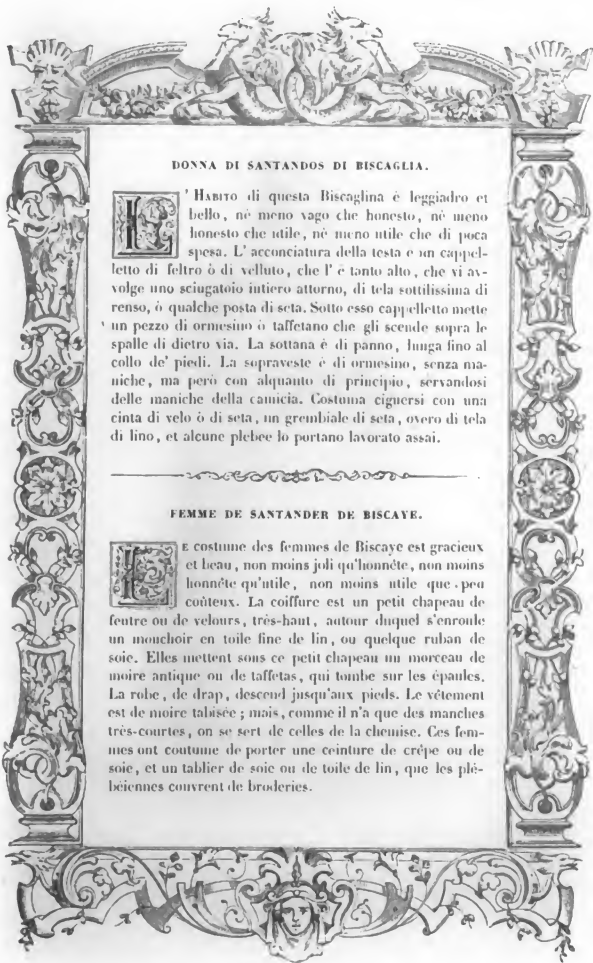 DONNA DI SANTANDOS DI BISCAGLIA.
L' HABITO di questa Biscaglina è leggiadro et
bello, nè meno vago che honesto, nè meno
honesto che utile, nè meno utile che di poca
spesa. L' acconciatura della testa e un cappel-
letto di feltro ò di velluto, che l' è tanto alto, che vi av-
volge uno sciugatoio intiero attorno, di tela sottilissima di
renso, ò qualche posta di seta. Sotto esso cappelletto mette
un pezzo di ormesino ò taffetano che gli scende sopra le
spalle di dietro via. La sottana è di panno, lunga fino al
collo de' piedi. La sopraveste è di ormesino, senza ma-
niche, ma però con alquanto di principio, servandosi
delle maniche della camicia. Costuma cignersi con una
cinta di velo ò di seta, un grembiale di seta, overo di tela
di lino, et alcune plebee lo portano lavorato assai.
FEMME DE SANTANDER DE BISCAYE.
LE costume des femmes de Biscaye est gracieux
et beau, non moins joli qu'honnête, non moins
honnête qu'utile, non moins utile que peu
coûteux. La coiffure est un petit chapeau de
feutre ou de velours, très-haut, autour duquel s'enroule
un mouchoir en toile fine de lin, ou quelque ruban de
soie. Elles mettent sous ce petit chapeau un morceau de
moire antique ou de taffetas, qui tombe sur les épaules.
La robe, de drap, descend jusqu'aux pieds. Le vêtement
est de moire tabisée; mais, comme il n'a que des manches
très-courtes, on se sert de celles de la chemise. Ces fem-
mes ont coutume de porter une ceinture de crêpe ou de
soie, et un tablier de soie ou de toile de lin, que les plé-
béiennes couvrent de broderies.